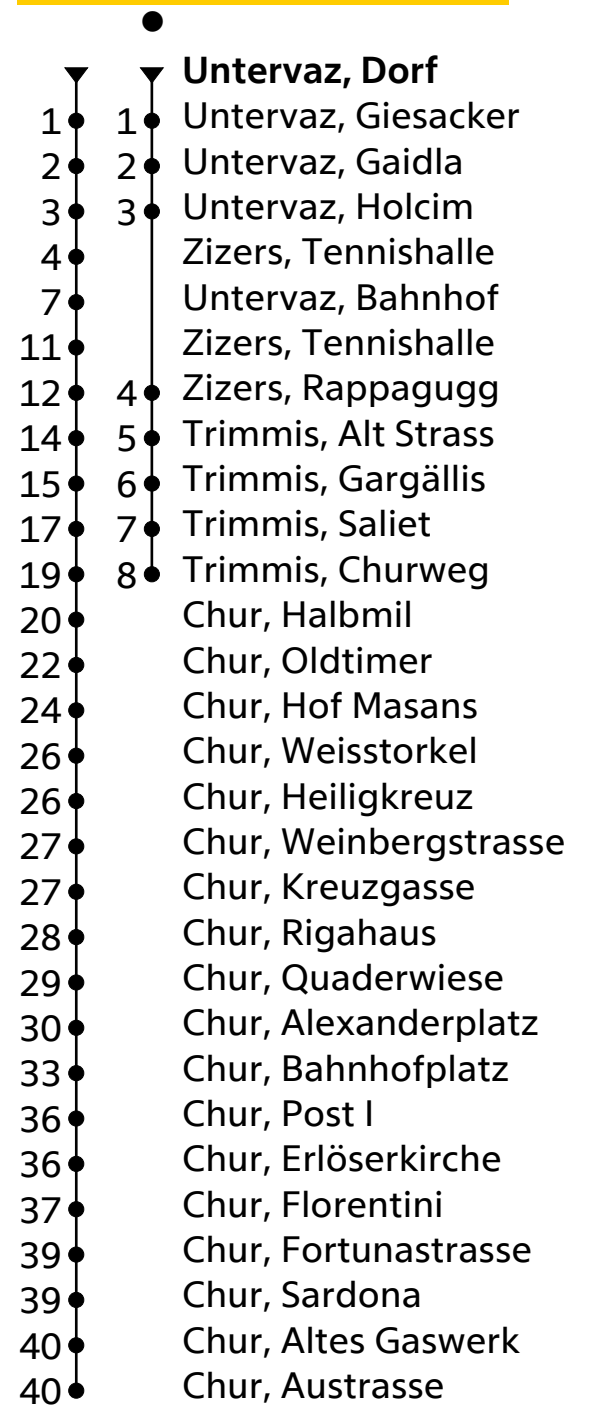 Untervaz, Dorf
1 1 Untervaz, Giesacker
2 2 Untervaz, Gaidla
3 3 Untervaz, Holcim
4 Zizers, Tennishalle
7 Untervaz, Bahnhof
11 Zizers, Tennishalle
12 4 Zizers, Rappagugg
14 5 Trimmis, Alt Strass
15 6 Trimmis, Gargällis
17 7 Trimmis, Saliet
19 8 Trimmis, Churweg
20 Chur, Halbmil
22 Chur, Oldtimer
24 Chur, Hof Masans
26 Chur, Weisstorkel
26 Chur, Heiligkreuz
27 Chur, Weinbergstrasse
27 Chur, Kreuzgasse
28 Chur, Rigahaus
29 Chur, Quaderwiese
30 Chur, Alexanderplatz
33 Chur, Bahnhofplatz
36 Chur, Post I
36 Chur, Erlöserkirche
37 Chur, Florentini
39 Chur, Fortunastrasse
39 Chur, Sardona
40 Chur, Altes Gaswerk
40 Chur, Austrasse